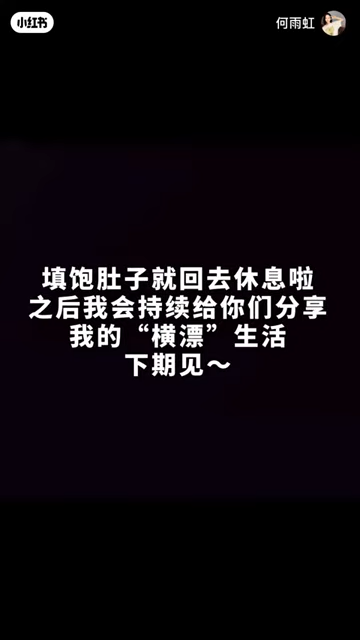 小红书
何雨虹
填饱肚子就回去休息啦
之后我会持续给你们分享
我的“横漂”生活
下期见～